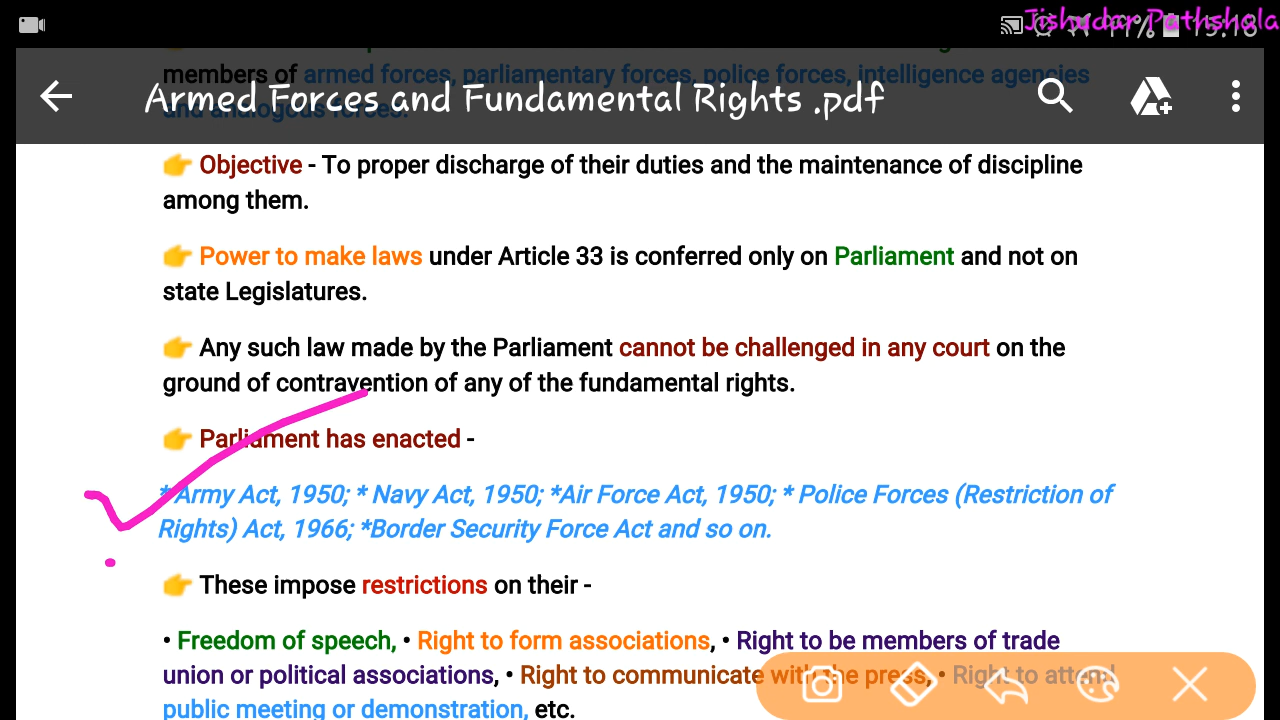 Jishudar Pathshala
members of armed forces, parliamentary forces, police forces, intelligence agencies
and analogous forces.
Armed Forces and Fundamental Rights .pdf
👉 Objective - To proper discharge of their duties and the maintenance of discipline
among them.
👉 Power to make laws under Article 33 is conferred only on Parliament and not on
state Legislatures.
👉 Any such law made by the Parliament cannot be challenged in any court on the
ground of contravention of any of the fundamental rights.
👉 Parliament has enacted -
* Army Act, 1950; * Navy Act, 1950; *Air Force Act, 1950; * Police Forces (Restriction of
Rights) Act, 1966; *Border Security Force Act and so on.
👉 These impose restrictions on their -
• Freedom of speech, • Right to form associations, • Right to be members of trade
union or political associations, • Right to communicate with the press, • Right to attend
public meeting or demonstration, etc.